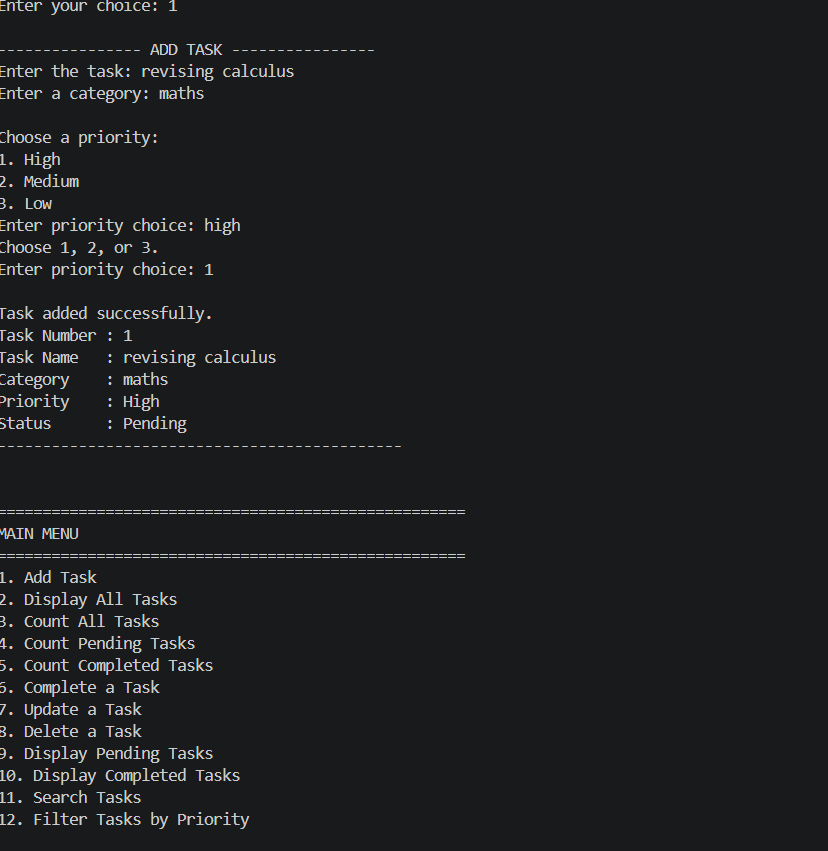 Enter your choice: 1
---------------- ADD TASK ----------------
Enter the task: revising calculus
Enter a category: maths
Choose a priority:
1. High
2. Medium
3. Low
Enter priority choice: high
Choose 1, 2, or 3.
Enter priority choice: 1
Task added successfully.
Task Number : 1
Task Name   : revising calculus
Category    : maths
Priority    : High
Status      : Pending
---------------------------------------------
====================================================
MAIN MENU
====================================================
1. Add Task
2. Display All Tasks
3. Count All Tasks
4. Count Pending Tasks
5. Count Completed Tasks
6. Complete a Task
7. Update a Task
8. Delete a Task
9. Display Pending Tasks
10. Display Completed Tasks
11. Search Tasks
12. Filter Tasks by Priority